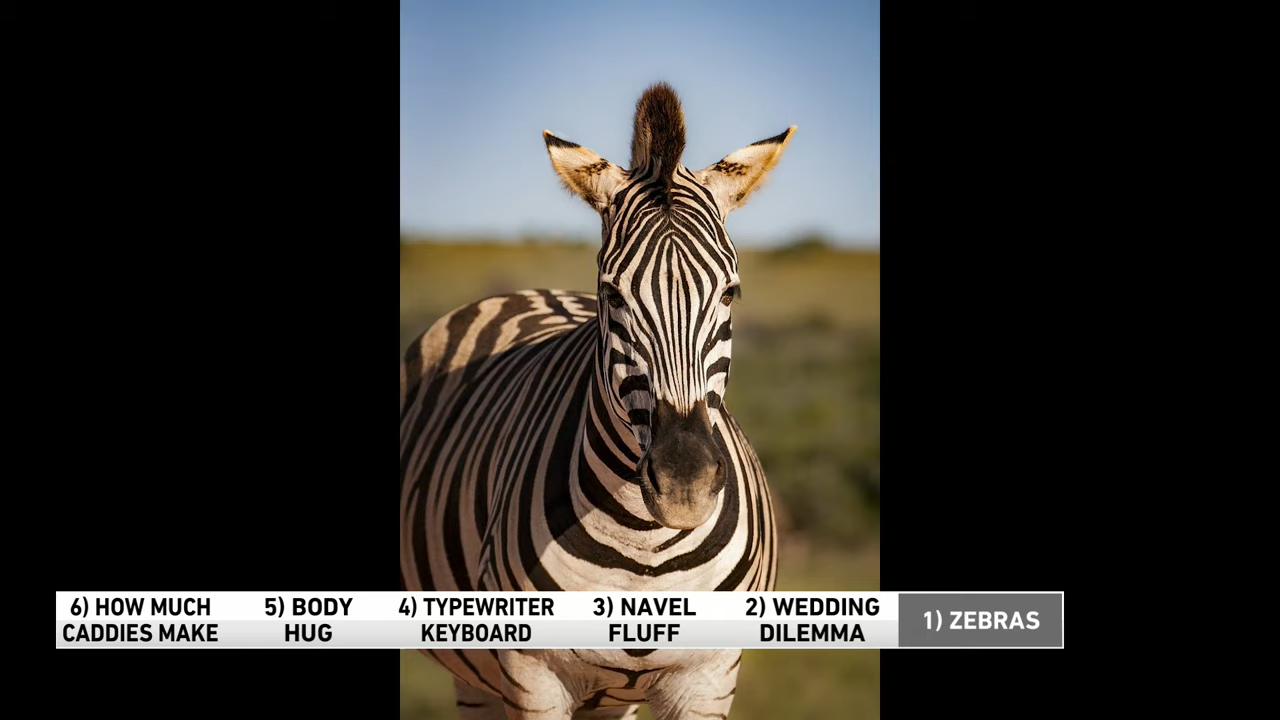 6) HOW MUCH
CADDIES MAKE
5) BODY
HUG
4) TYPEWRITER
KEYBOARD
3) NAVEL
FLUFF
2) WEDDING
DILEMMA
1) ZEBRAS